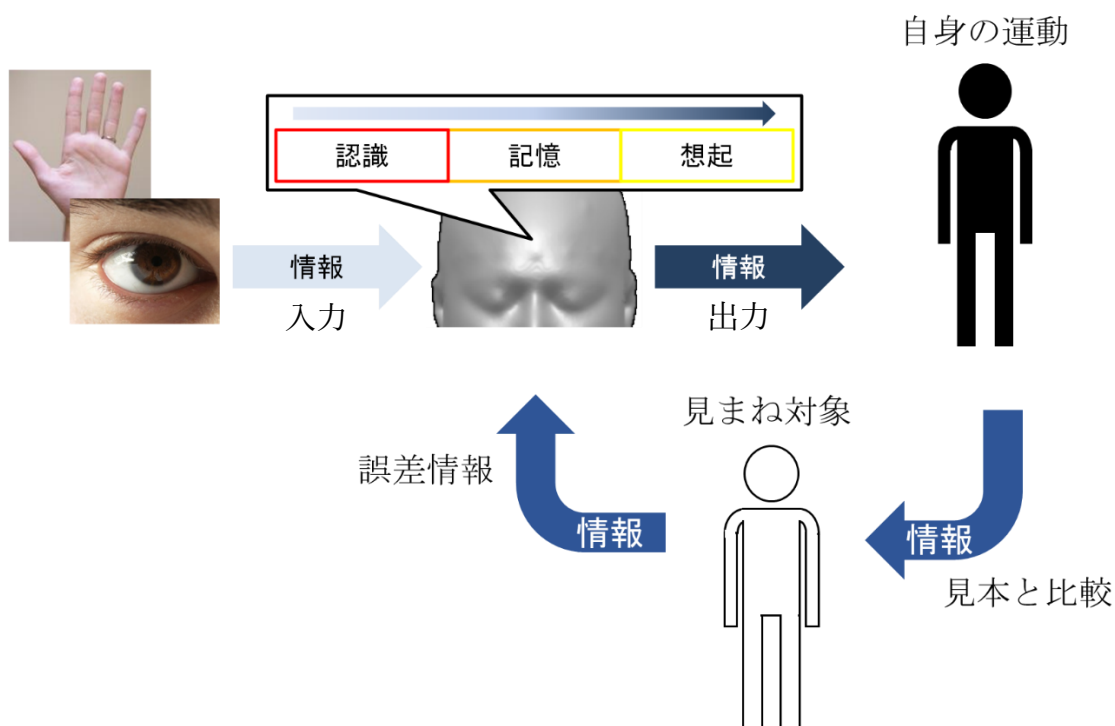 自身の運動
認識
記憶
想起
情報
入力
情報
出力
見まね対象
誤差情報
情報
情報
見本と比較